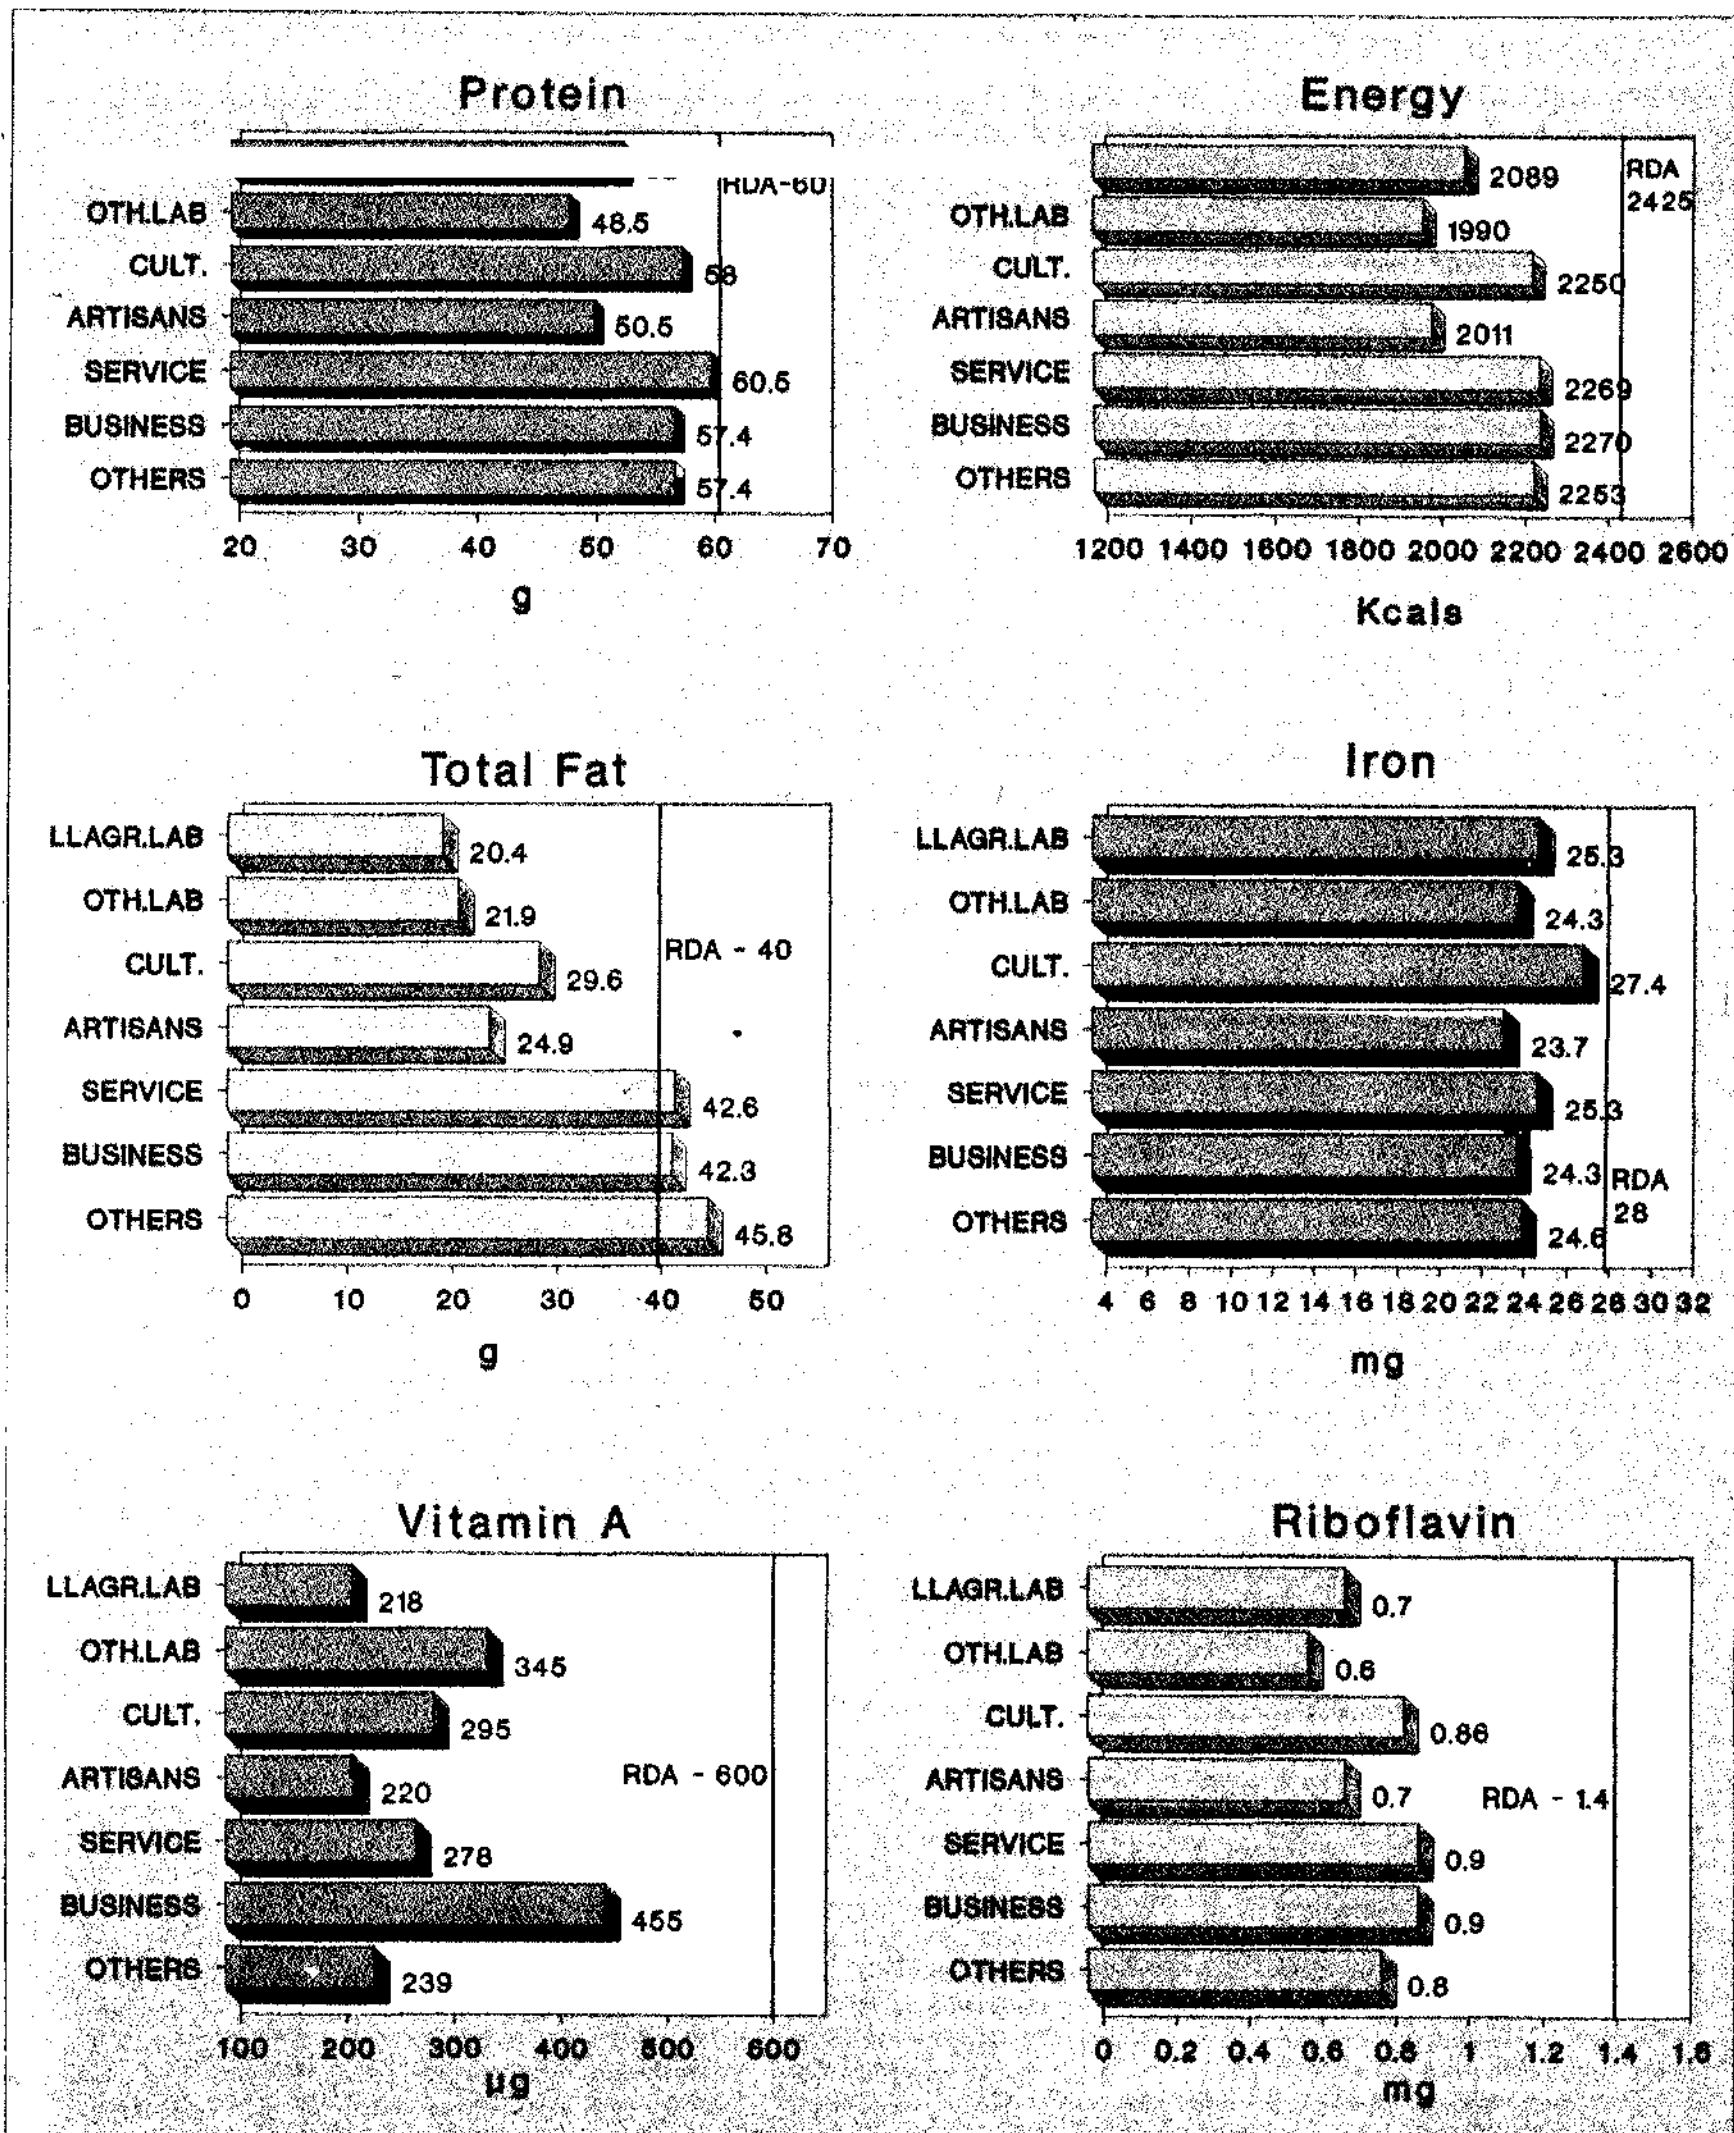 Protein
RDA-60
OTH.LAB 48.5
CULT. 58
ARTISANS 50.5
SERVICE 60.5
BUSINESS 57.4
OTHERS 57.4
20 30 40 50 60 70
g
Energy
2089
RDA
2425
OTH.LAB 1990
CULT. 2250
ARTISANS 2011
SERVICE 2269
BUSINESS 2270
OTHERS 2253
1200 1400 1600 1800 2000 2200 2400 2600
Kcals
Total Fat
LLAGR.LAB 20.4
OTH.LAB 21.9
RDA - 40
CULT. 29.6
ARTISANS 24.9
SERVICE 42.6
BUSINESS 42.3
OTHERS 45.8
0 10 20 30 40 50
g
Iron
LLAGR.LAB 25.3
OTH.LAB 24.3
CULT. 27.4
ARTISANS 23.7
SERVICE 25.3
BUSINESS 24.3
RDA
28
OTHERS 24.6
4 6 8 10 12 14 16 18 20 22 24 26 28 30 32
mg
Vitamin A
LLAGR.LAB 218
OTH.LAB 345
CULT. 295
ARTISANS 220
RDA - 600
SERVICE 278
BUSINESS 455
OTHERS 239
100 200 300 400 500 600
µg
Riboflavin
LLAGR.LAB 0.7
OTH.LAB 0.6
CULT. 0.86
ARTISANS 0.7
RDA - 1.4
SERVICE 0.9
BUSINESS 0.9
OTHERS 0.8
0 0.2 0.4 0.6 0.8 1 1.2 1.4 1.6
mg